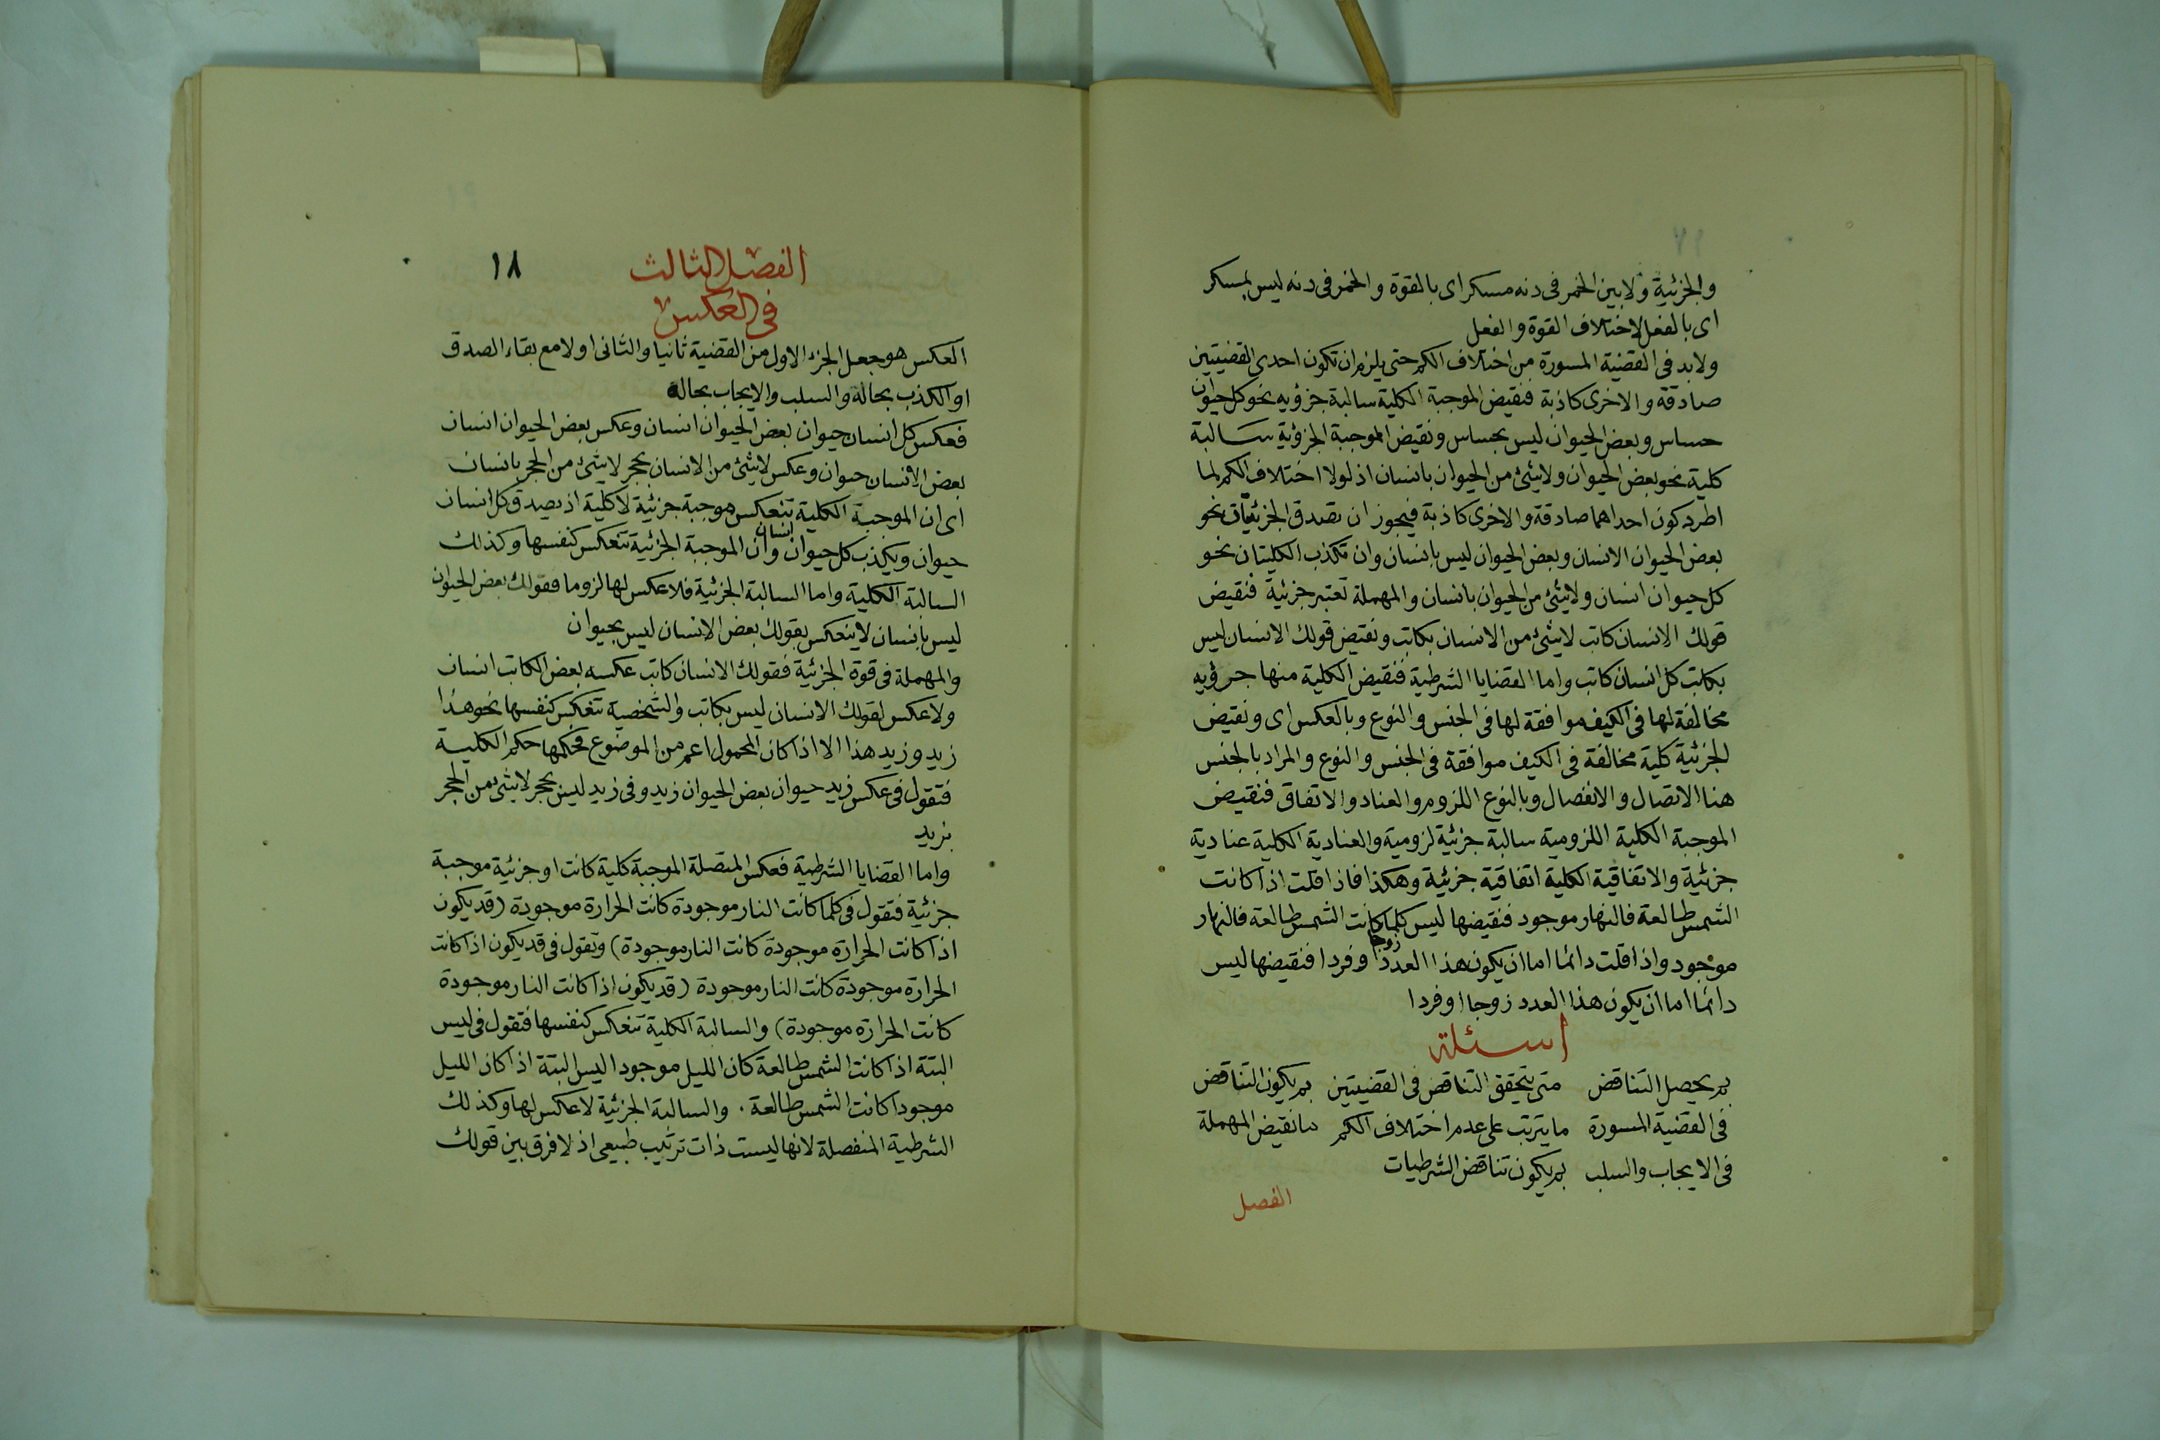 والجزئية ولا بين الخمر فى دنه مسكر اى بالقوة والخمر فى دنه ليس بمسكر
اى بالفعل لاختلاف القوة والفعل
ولابد فى القضية المسورة من اختلاف الكم حتى يلزم ان تكون احدى القضيتين
صادقة والاخرى كاذبة فنقيض الموجبة الكلية سالبة جزؤيه نحو كل حيوان
حساس وبعض الحيوان ليس بحساس ونقيض الموجبة الجزؤية سالبة
كلية نحو بعض الحيوان ولا شئ من الحيوان بانسان اذ لولا اختلاف الكم لما
اطرد كون احداهما صادقة والاخرى كاذبة فيجوز ان تصدق الجزئيتان نحو
بعض الحيوان الانسان وبعض الحيوان ليس بانسان وان تكذب الكليتان نحو
كل حيوان انسان ولا شئ من الحيوان بانسان والمهملة تعتبر جزئية فنقيض
قولك الانسان كاتب لا شئ من الانسان بكاتب ونقيض قولك الانسان ليس
بكاتب كل انسان كاتب واما القضايا الشرطية فنقيض الكلية منها جرؤيه
مخالفة لها فى الكيف موافقة لها فى الجنس والنوع وبالعكس اى ونقيض
الجزئية كلية مخالفة فى الكيف موافقة فى الجنس والنوع والمراد بالجنس
هنا الاتصال والانفصال وبالنوع اللزوم والعناد والاتفاق فنقيض
الموجبة الكلية اللزومية سالبة جزئية لزومية والعنادية الكلية عنادية
جزئية والاتفاقية الكلية اتفاقية جزئية وهكذا فاذا قلت اذا كانت
الشمس طالعة فالنهار موجود فنقيضها ليس كلما كانت الشمس طالعة فالنهار
موجود واذا قلت دائما اما ان يكون هذا العدد زوجا وفردا فنقيضها ليس
دائما اما ان يكون هذا العدد زوجا او فردا
اسئلة
بم يحصل التناقض متى يتحقق التناقض فى القضيتين بم يكون التناقض
فى القضية المسورة ما يترتب على عدم اختلاف الكم ما نقيض المهملة
فى الايجاب والسلب بم يكون تناقض الشرطيات
الفصل
١٨
الفصل الثالث
فى العكس
العكس هو جعل الجزء الاول من القضية ثانيا والثانى اولا مع بقاء الصدق
او الكذب بحالة والسلب والايجاب بحالة
فعكس كل انسان حيوان بعض الحيوان انسان وعكس بعض الحيوان انسان
بعض الانسان حيوان وعكس لا شئ من الانسان بحجر لا شئ من الحجر بانسان
اى ان الموجبة الكلية تنعكس موجبة جزئية لا كلية اذ يصدق كل انسان
حيوان ويكذب كل حيوان انسان وان الموجبة الجزئية تنعكس كنفسها وكذلك
السالبة الكلية واما السالبة الجزئية فلا عكس لها لزوما فقولك بعض الحيوان
ليس بانسان لا ينعكس بقولك بعض الانسان ليس بحيوان
والمهملة فى قوة الجزئية فقولك الانسان كاتب عكسه بعض الكاتب انسان
ولا عكس لقولك الانسان ليس بكاتب والشخصية تنعكس كنفسها نحو هذا
زيد وزيد هذا الا اذا كان المحمول اعم من الموضوع فحكمها حكم الكلية
فتقول فى عكس زيد حيوان بعض الحيوان زيد وفى زيد ليس بحجر لا شئ من الحجر
بزيد
واما القضايا الشرطية فعكس المتصلة الموجبة كلية كانت او جزئية موجبة
جزئية فتقول فى كلما كانت النار موجودة كانت الحرارة موجودة (قد يكون
اذا كانت الحرارة موجودة كانت النار موجودة) وتقول فى قد يكون اذا كانت
الحرارة موجودة كانت النار موجودة (قد يكون اذا كانت النار موجودة
كانت الحرارة موجودة) والسالبة الكلية تنعكس كنفسها فتقول فى ليس
البتة اذا كانت الشمس طالعة كان الليل موجودا ليس البتة اذا كان الليل
موجودا كانت الشمس طالعة . والسالبة الجزئية لا عكس لها وكذلك
الشرطية المنفصلة لانها ليست ذات ترتيب طبيعى اذ لا فرق بين قولك